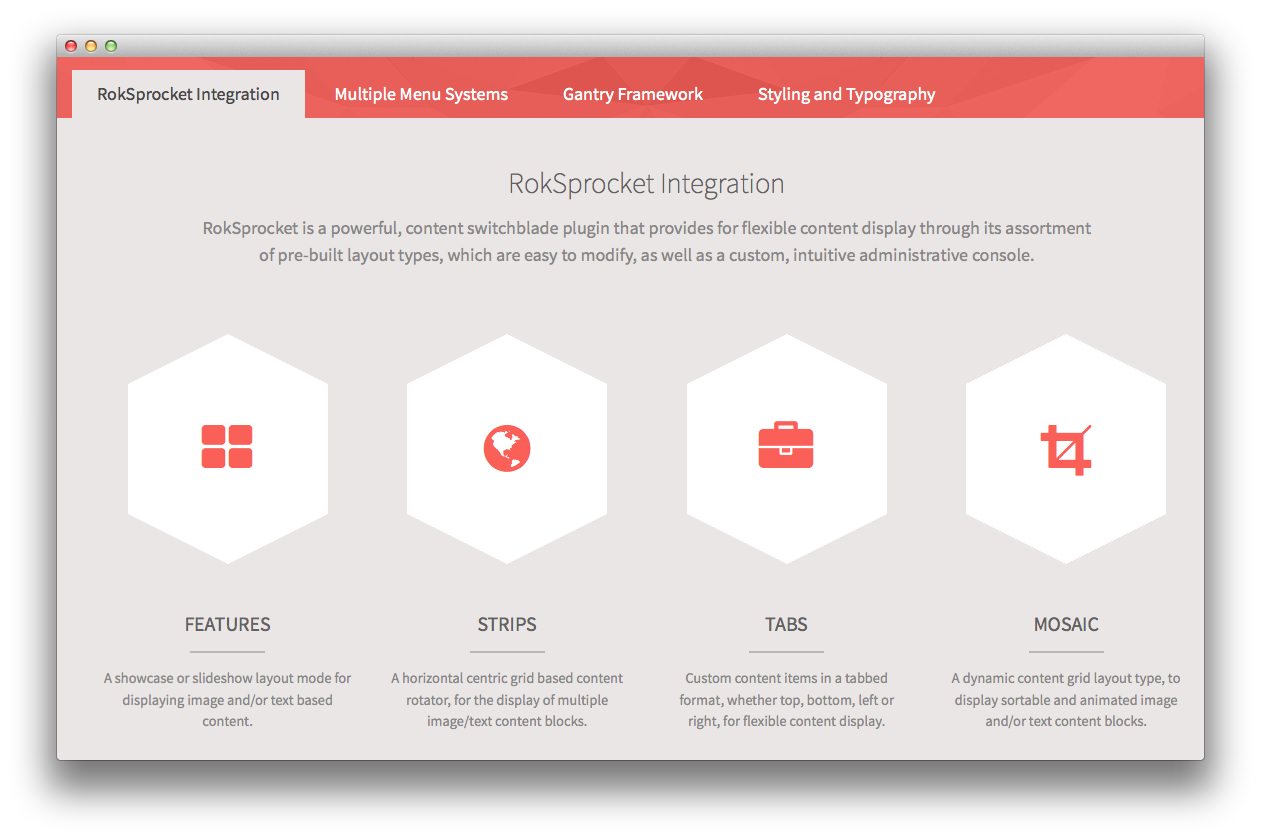 RokSprocket Integration
Multiple Menu Systems
Gantry Framework
Styling and Typography
RokSprocket Integration
RokSprocket is a powerful, content switchblade plugin that provides for flexible content display through its assortment
of pre-built layout types, which are easy to modify, as well as a custom, intuitive administrative console.
FEATURES
A showcase or slideshow layout mode for
displaying image and/or text based
content.
STRIPS
A horizontal centric grid based content
rotator, for the display of multiple
image/text content blocks.
TABS
Custom content items in a tabbed
format, whether top, bottom, left or
right, for flexible content display.
MOSAIC
A dynamic content grid layout type, to
display sortable and animated image
and/or text content blocks.